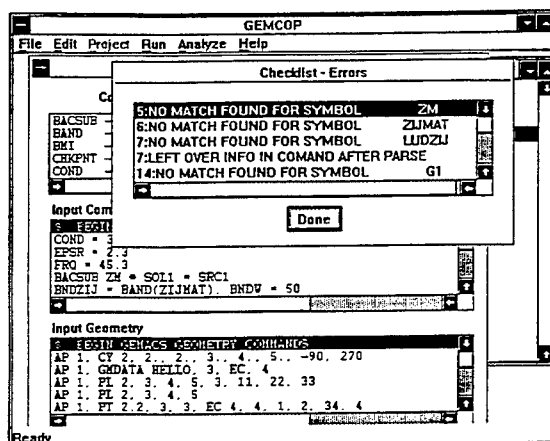 GEMCOP
File Edit Project Run Analyze Help
Checklist - Errors
5:NO MATCH FOUND FOR SYMBOL ZM
6:NO MATCH FOUND FOR SYMBOL ZIJMAT
7:NO MATCH FOUND FOR SYMBOL LUDZIJ
7:LEFT OVER INFO IN COMAND AFTER PARSE
14:NO MATCH FOUND FOR SYMBOL G1
Done
Co
BACSUB
BAND
BMI
CHKPNT
COND
Input Com
$ BEGIN
COND = 3
EPSR = 2.3
FRQ = 45.3
BACSUB ZM * SOL1 = SRC1
BNDZIJ = BAND(ZIJMAT). BNDW = 50
Input Geometry
$ BEGIN GEMACS GEOMETRY COMMANDS
AP 1. CY 2. 2.. 2.. 3.. 4.. 5.. -90. 270
AP 1. GMDATA HELLO. 3. EC. 4
AP 1. PL 2. 3. 4. 5. 3. 11. 22. 33
AP 1. PL 2. 3. 4. 5
AP 1. PT 2.2. 3. 3. EC 4. 4. 1. 2. 34. 4
Ready